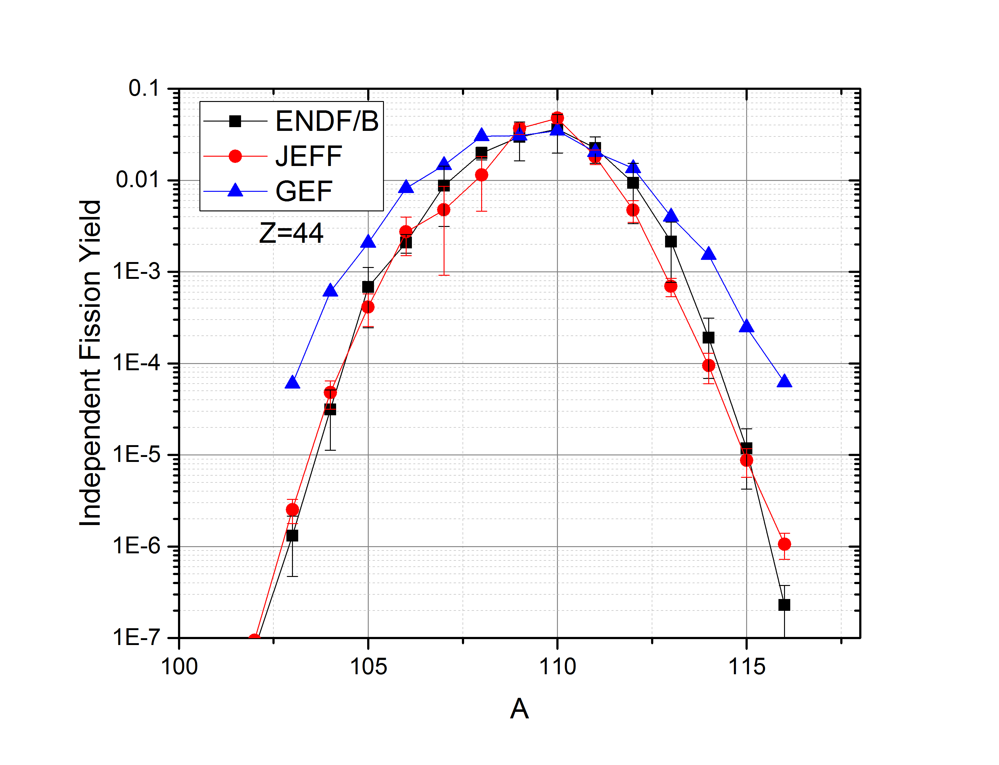 0.1
0.01
1E-3
1E-4
1E-5
1E-6
1E-7
Independent Fission Yield
ENDF/B
JEFF
GEF
Z=44
100
105
110
115
A